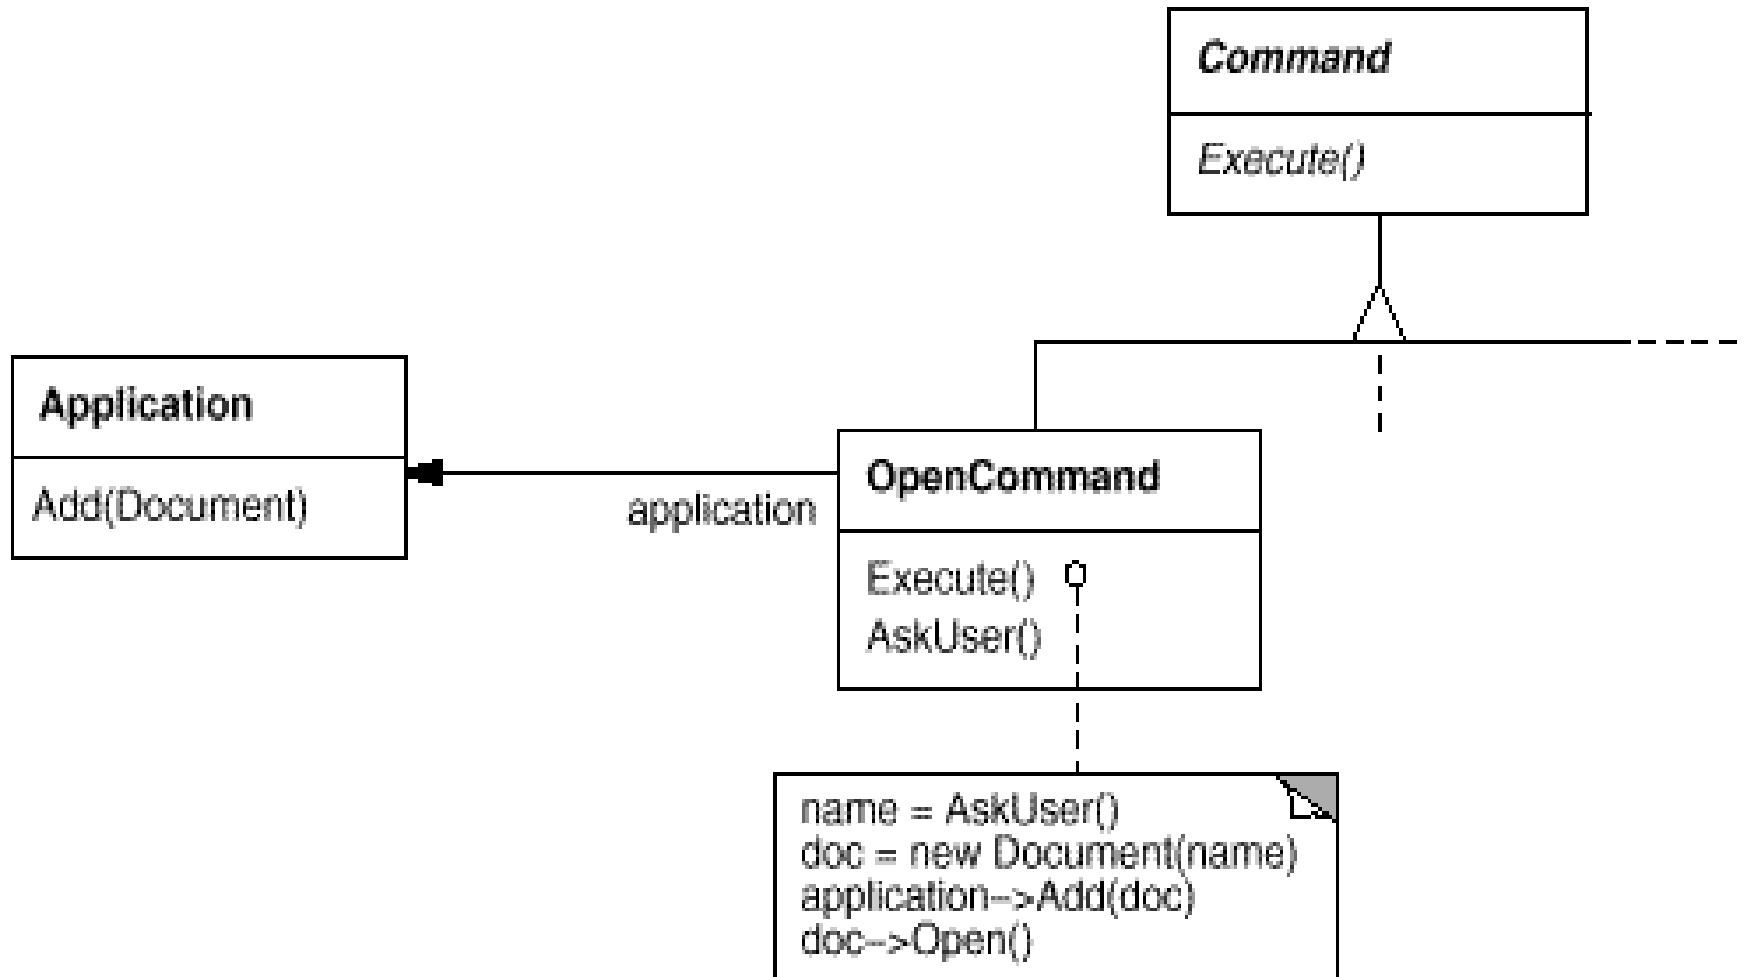 Command
Execute()
Application
Add(Document)
application
OpenCommand
Execute()
AskUser()
name = AskUser()
doc = new Document(name)
application–>Add(doc)
doc–>Open()